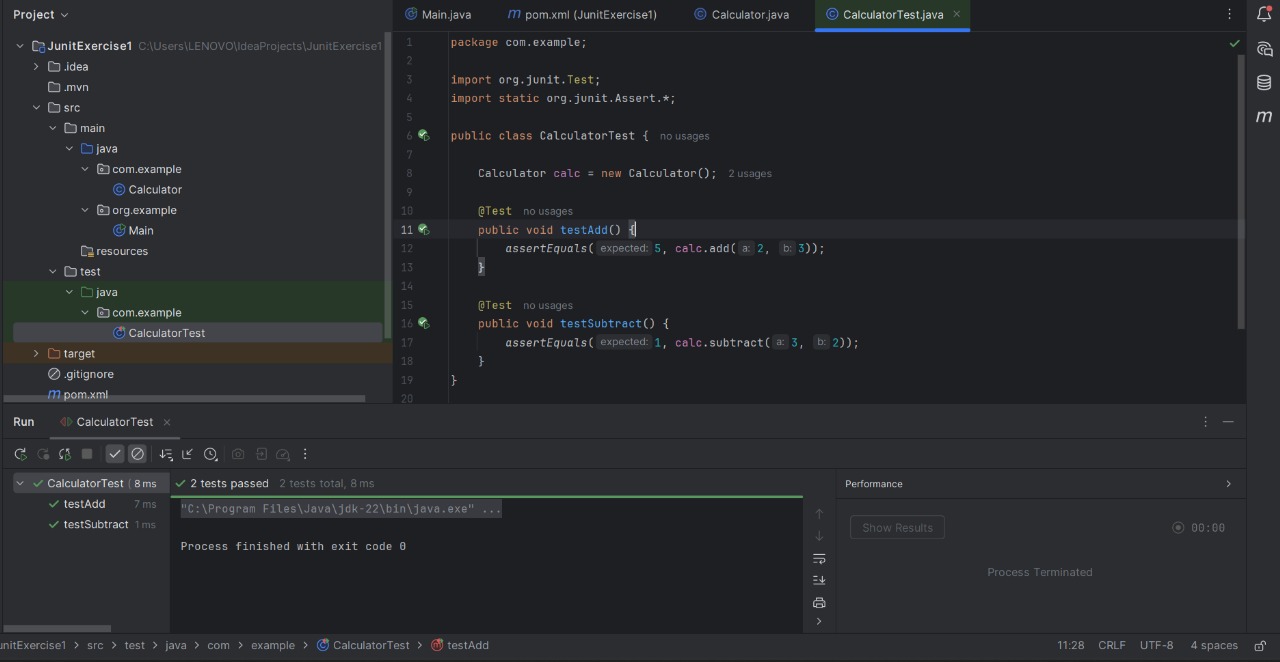 Project
JunitExercise1 C:\Users\LENOVO\IdeaProjects\JunitExercise1
.idea
.mvn
src
main
java
com.example
Calculator
org.example
Main
resources
test
java
com.example
CalculatorTest
target
.gitignore
pom.xml
Main.java pom.xml (JunitExercise1) Calculator.java CalculatorTest.java
1 package com.example;
2
3 import org.junit.Test;
4 import static org.junit.Assert.*;
5
6 public class CalculatorTest { no usages
7
8 Calculator calc = new Calculator(); 2 usages
9
10 @Test no usages
11 public void testAdd() {
12 assertEquals( expected: 5, calc.add( a: 2, b: 3));
13 }
14
15 @Test no usages
16 public void testSubtract() {
17 assertEquals( expected: 1, calc.subtract( a: 3, b: 2));
18 }
19 }
20
Run CalculatorTest
CalculatorTest ( 8 ms
testAdd 7 ms
testSubtract 1 ms
2 tests passed 2 tests total, 8 ms
"C:\Program Files\Java\jdk-22\bin\java.exe" ...
Process finished with exit code 0
Performance
Show Results 00:00
Process Terminated
unitExercise1 > src > test > java > com > example > CalculatorTest > testAdd
11:28 CRLF UTF-8 4 spaces